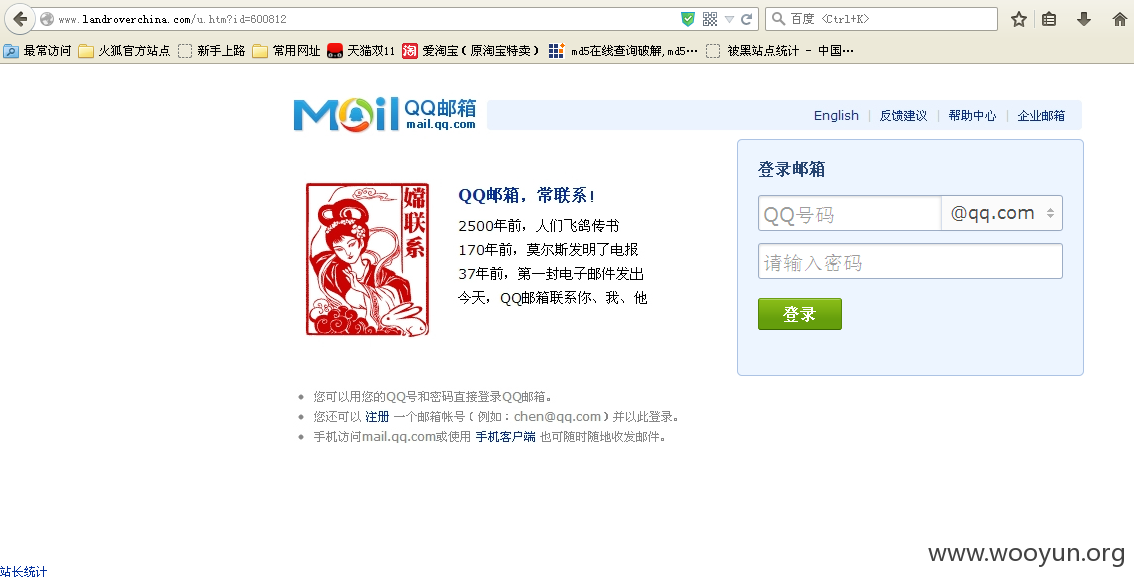 www.landroverchina.com/u.htm?id=600812
百度 <Ctrl+K>
最常访问 火狐官方站点 新手上路 常用网址 天猫双11 淘 爱淘宝(原淘宝特卖) md5在线查询破解,md5… 被黑站点统计 - 中国…
Mail QQ邮箱
mail.qq.com
English | 反馈建议 | 帮助中心 | 企业邮箱
登录邮箱
QQ号码 @qq.com
请输入密码
登录
嫦联系
QQ邮箱，常联系!
2500年前，人们飞鸽传书
170年前，莫尔斯发明了电报
37年前，第一封电子邮件发出
今天，QQ邮箱联系你、我、他
您可以用您的QQ号和密码直接登录QQ邮箱。
您还可以 注册 一个邮箱帐号(例如：chen@qq.com)并以此登录。
手机访问mail.qq.com或使用 手机客户端 也可随时随地收发邮件。
www.wooyun.org
站长统计